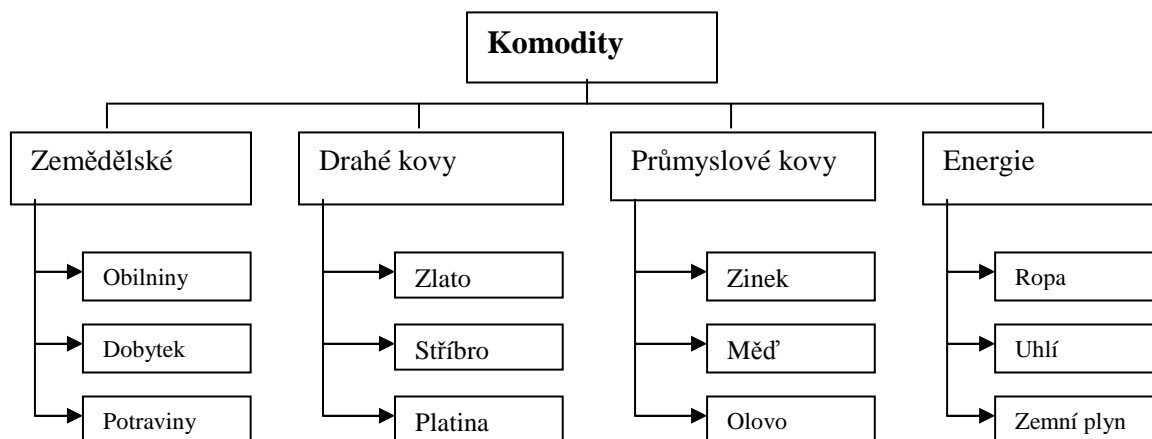 Komodity
Zemědělské
Drahé kovy
Průmyslové kovy
Energie
Obilniny
Zlato
Zinek
Ropa
Dobytek
Stříbro
Měď
Uhlí
Potraviny
Platina
Olovo
Zemní plyn